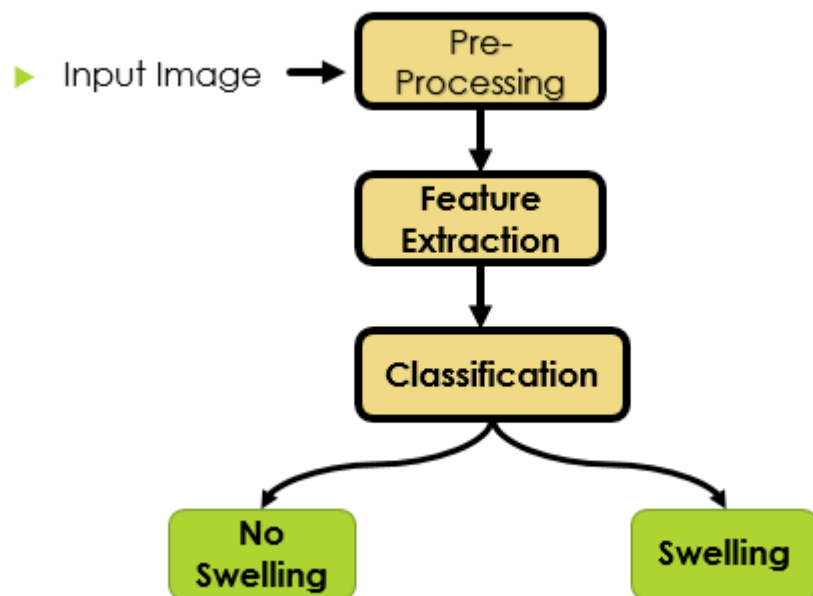 Input Image
Pre-
Processing
Feature
Extraction
Classification
No
Swelling
Swelling